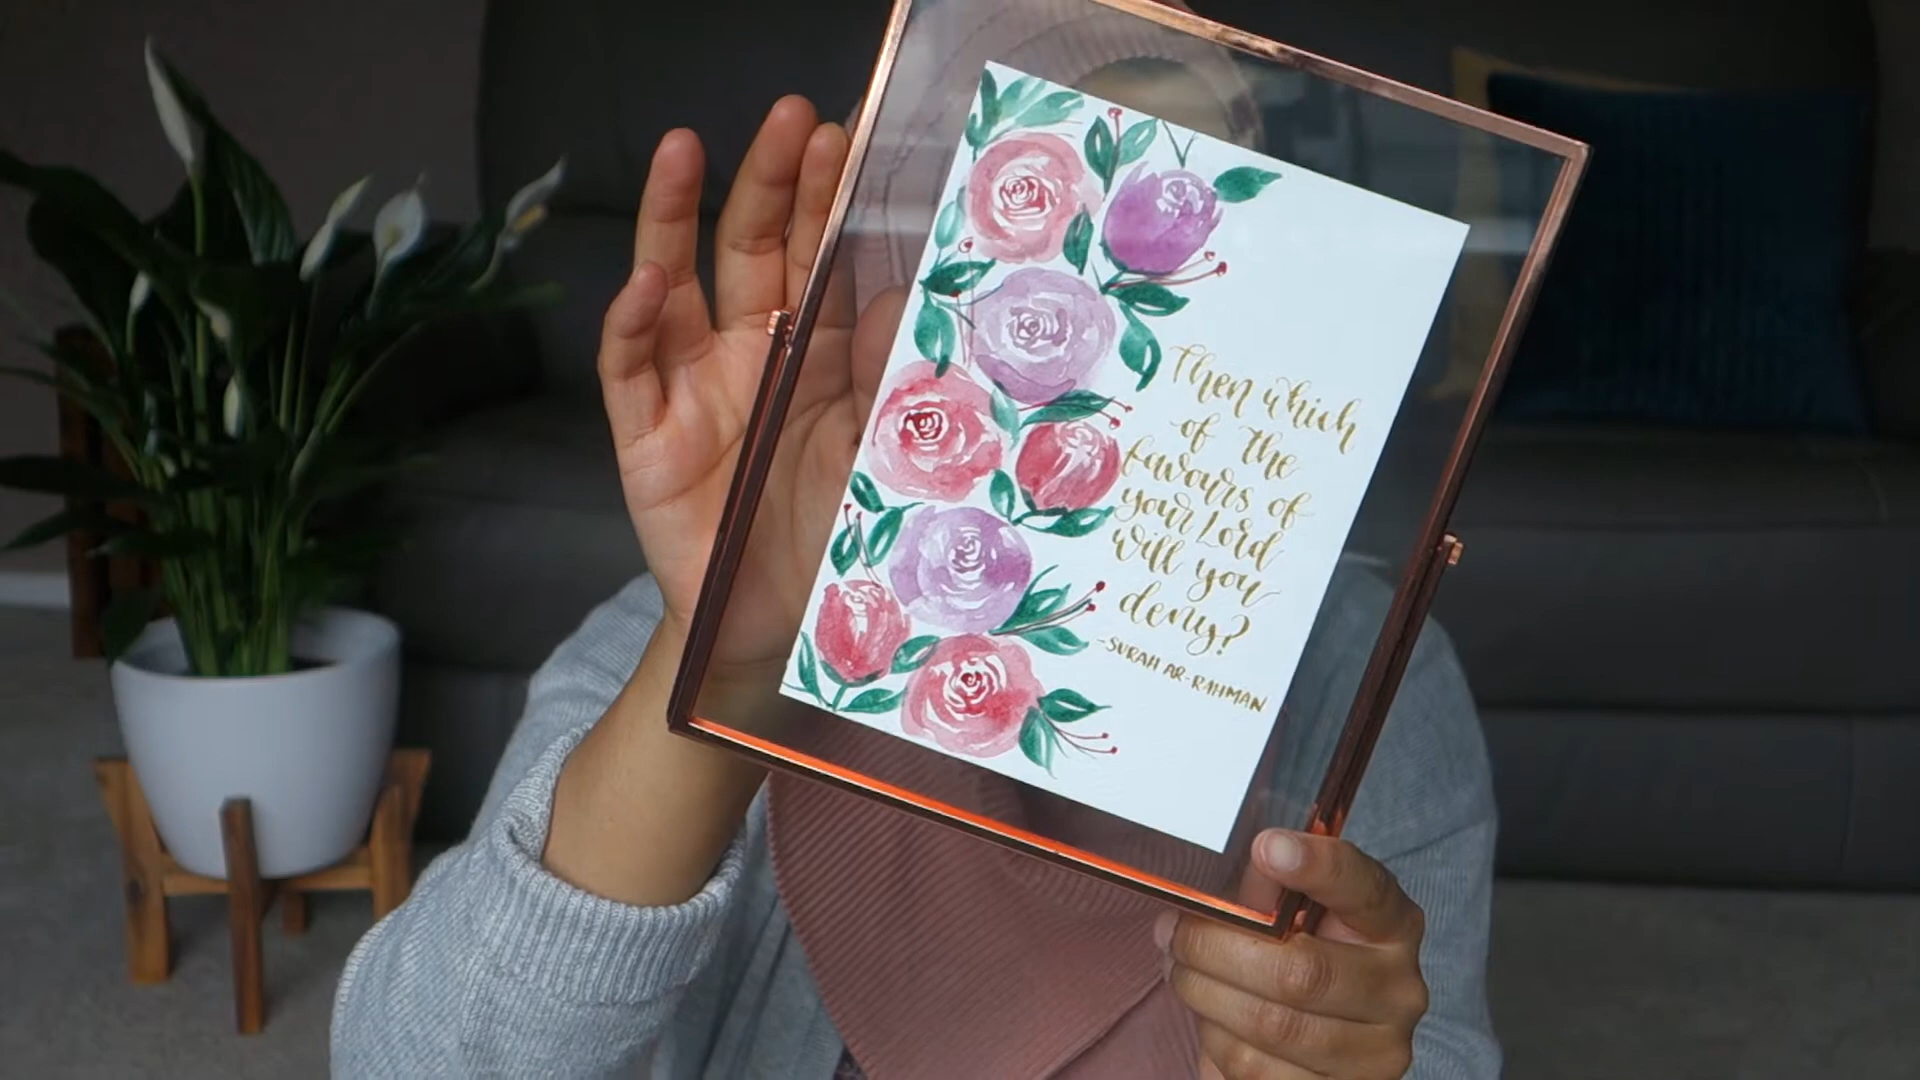 Then which
of the
favours of
your Lord
will you
deny?
-SURAH AR-RAHMAN